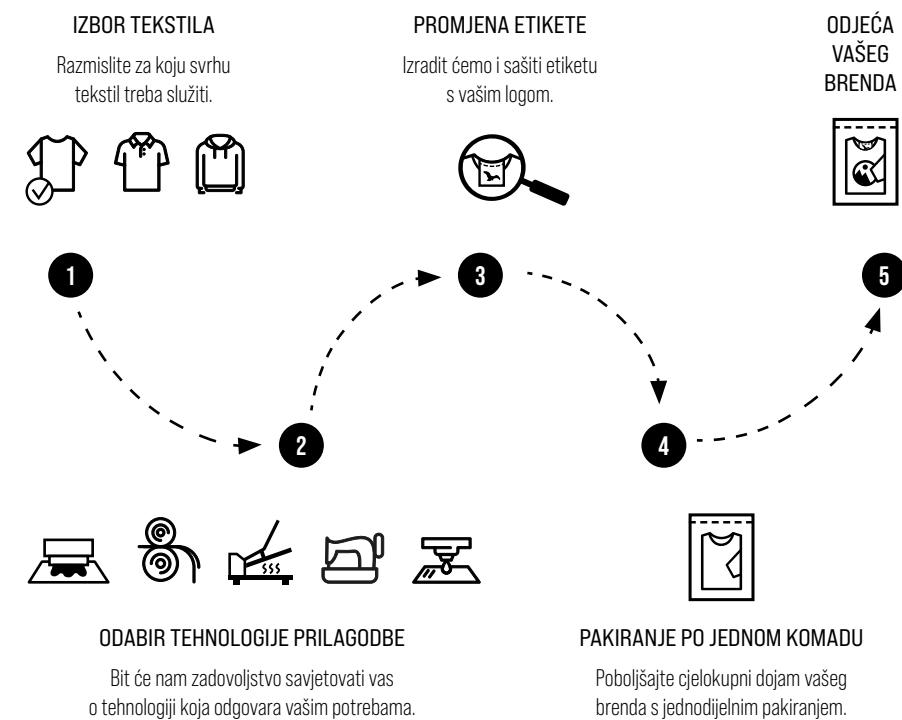 IZBOR TEKSTILA
Razmislite za koju svrhu
tekstil treba služiti.
PROMJENA ETIKETE
Izradit ćemo i sašiti etiketu
s vašim logom.
ODJEĆA
VAŠEG
BRENDA
1
3
5
2
4
ODABIR TEHNOLOGIJE PRILAGODBE
Bit će nam zadovoljstvo savjetovati vas
o tehnologiji koja odgovara vašim potrebama.
PAKIRANJE PO JEDNOM KOMADU
Poboljšajte cjelokupni dojam vašeg
brenda s jednodijelnim pakiranjem.